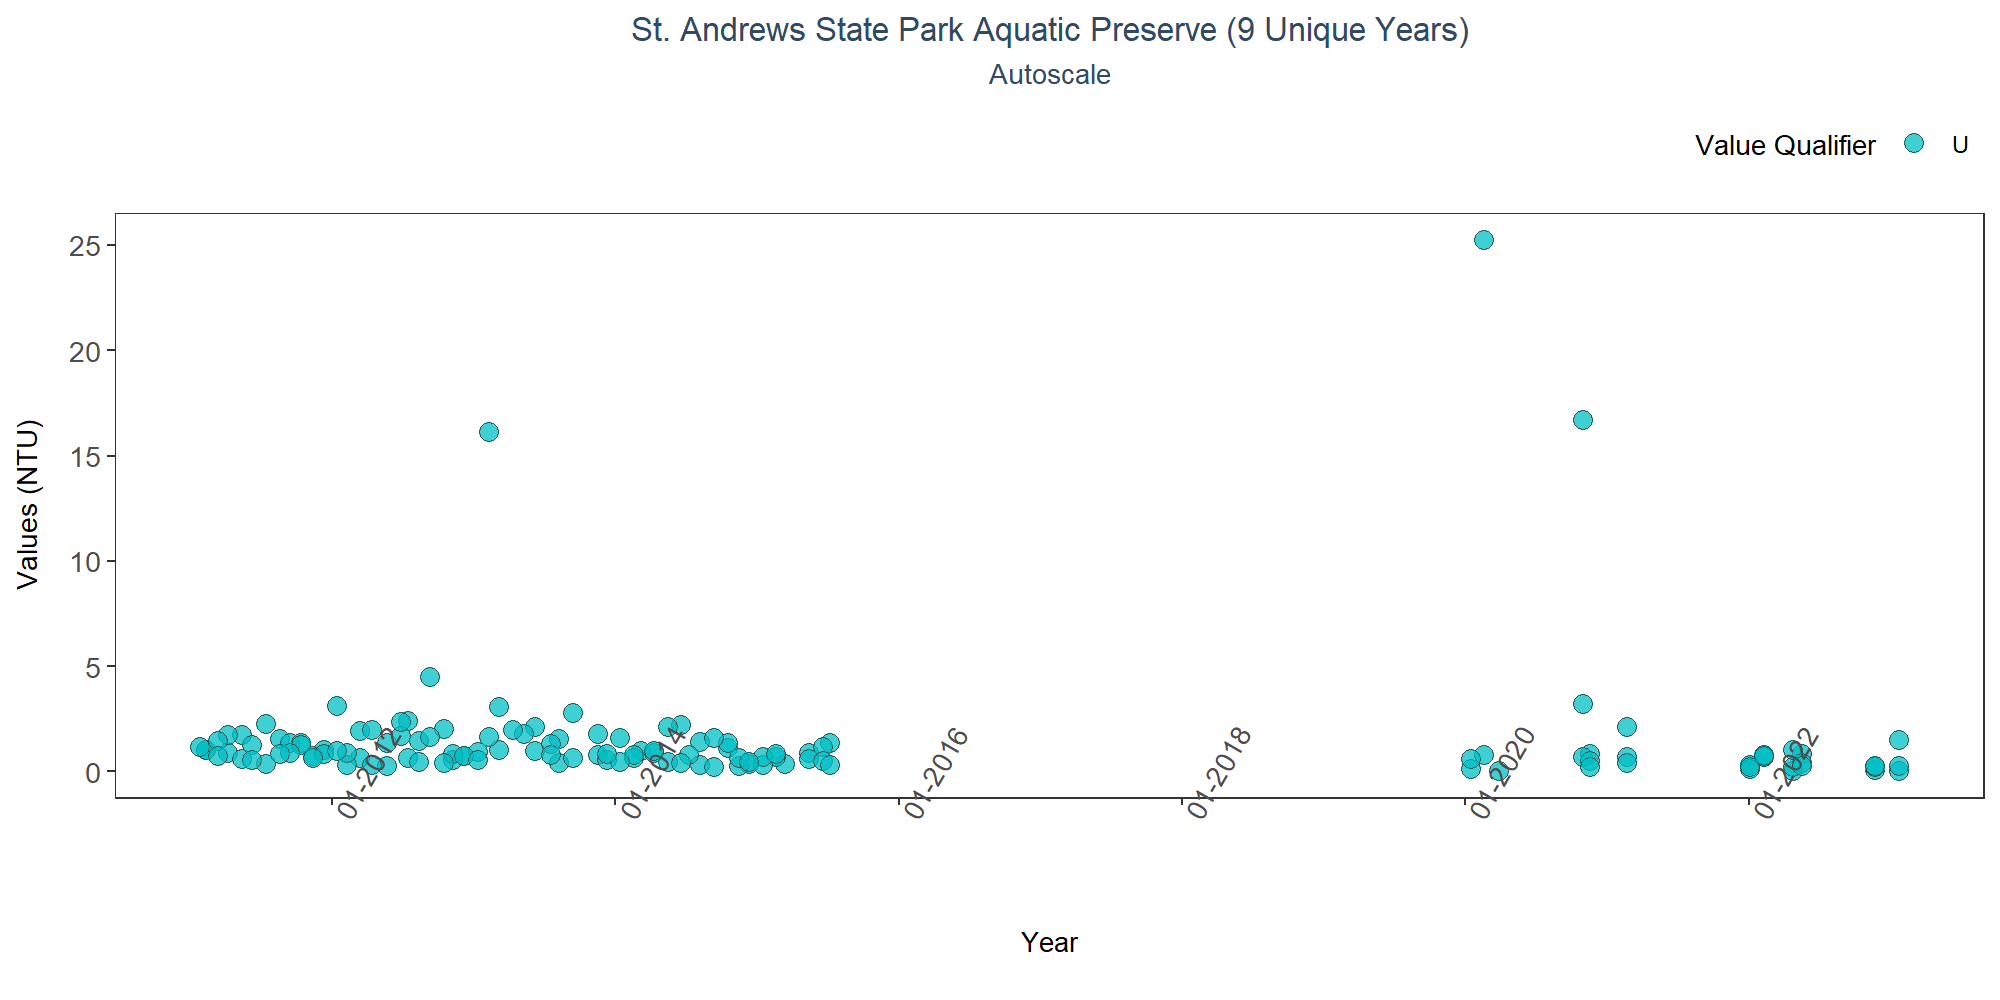 St. Andrews State Park Aquatic Preserve (9 Unique Years)
Autoscale
Value Qualifier U
25
20
15
10
5
0
Values (NTU)
01-2012
01-2014
01-2016
01-2018
01-2020
01-2022
Year